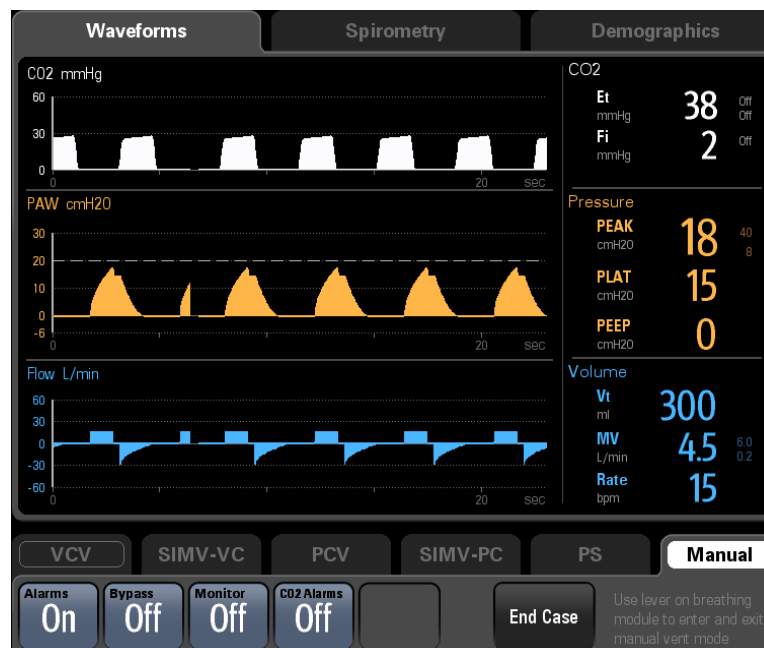 Waveforms Spirometry Demographics
CO2 mmHg
60
30
0
0 20 sec
PAW cmH20
30
20
10
0
-6
0 20 sec
Flow L/min
60
30
0
-30
-60
0 20 sec
CO2
Et 38 Off
mmHg Off
Fi 2 Off
mmHg
Pressure
PEAK 18 40
cmH20 8
PLAT 15
cmH20
PEEP 0
cmH20
Volume
Vt 300
ml
MV 4.5 6.0
L/min 0.2
Rate 15
bpm
VCV SIMV-VC PCV SIMV-PC PS Manual
Alarms Bypass Monitor CO2 Alarms
On Off Off Off
End Case
Use lever on breathing
module to enter and exit
manual vent mode